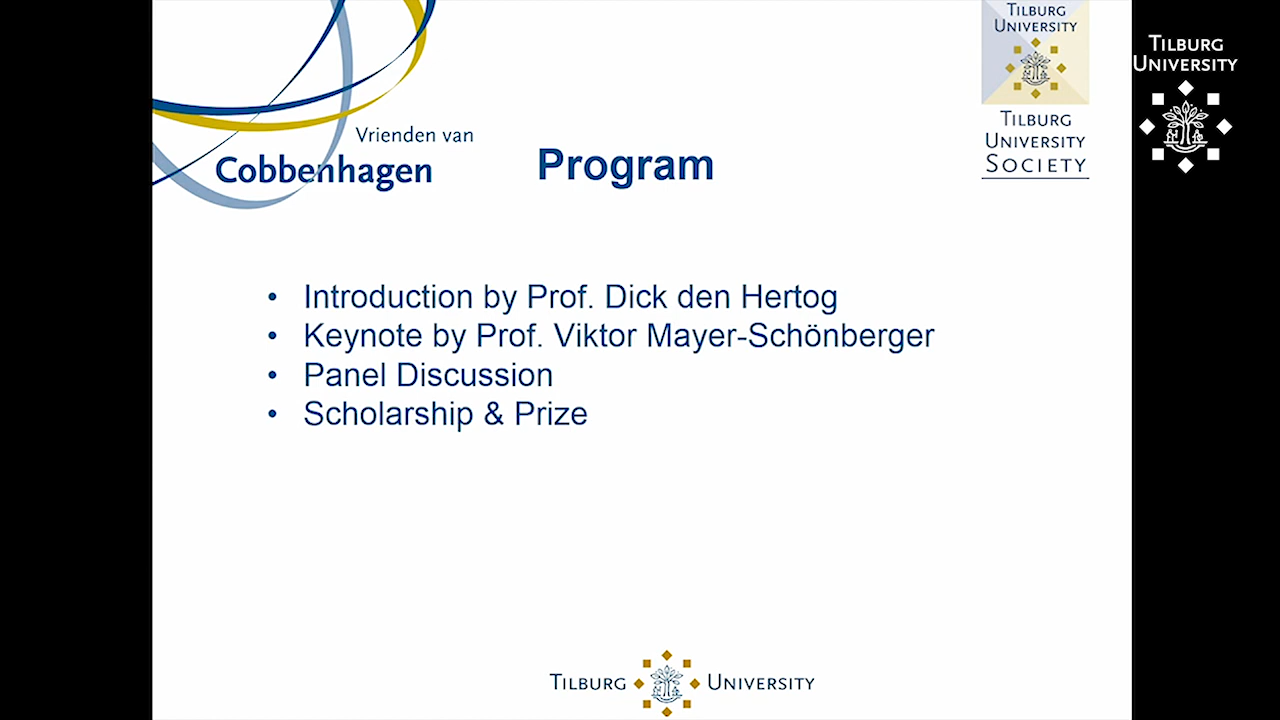 Vrienden van
Cobbenhagen
Program
TILBURG
UNIVERSITY
TILBURG
UNIVERSITY
SOCIETY
TILBURG
UNIVERSITY
• Introduction by Prof. Dick den Hertog
• Keynote by Prof. Viktor Mayer-Schönberger
• Panel Discussion
• Scholarship & Prize
TILBURG UNIVERSITY